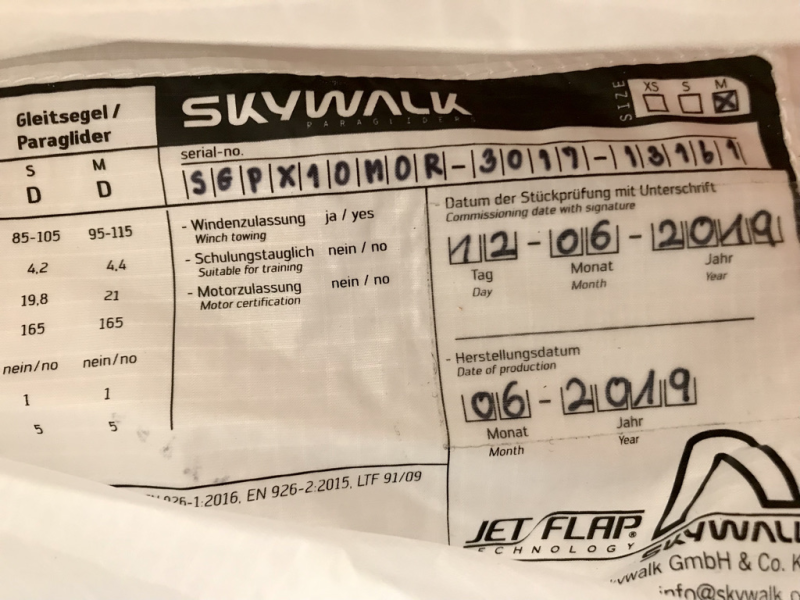 Gleitsegel /
Paraglider
S M
D D
85-105 95-115
4,2 4,4
19,8 21
165 165
nein/no nein/no
1 1
5 5
SKYWALK
PARAGLIDERS
SIZE XS S M
serial-no.
SGPX10MOR-3017-13161
- Windenzulassung ja / yes
Winch towing
- Schulungstauglich nein / no
Suitable for training
- Motorzulassung nein / no
Motor certification
- Datum der Stückprüfung mit Unterschrift
Commissioning date with signature
12-06-2019
Tag Monat Jahr
Day Month Year
- Herstellungsdatum
Date of production
06-2019
Monat Jahr
Month Year
926-1:2016, EN 926-2:2015, LTF 91/09
JET FLAP®
TECHNOLOGY
SKYWALK
skywalk GmbH & Co. K
info@skywalk.